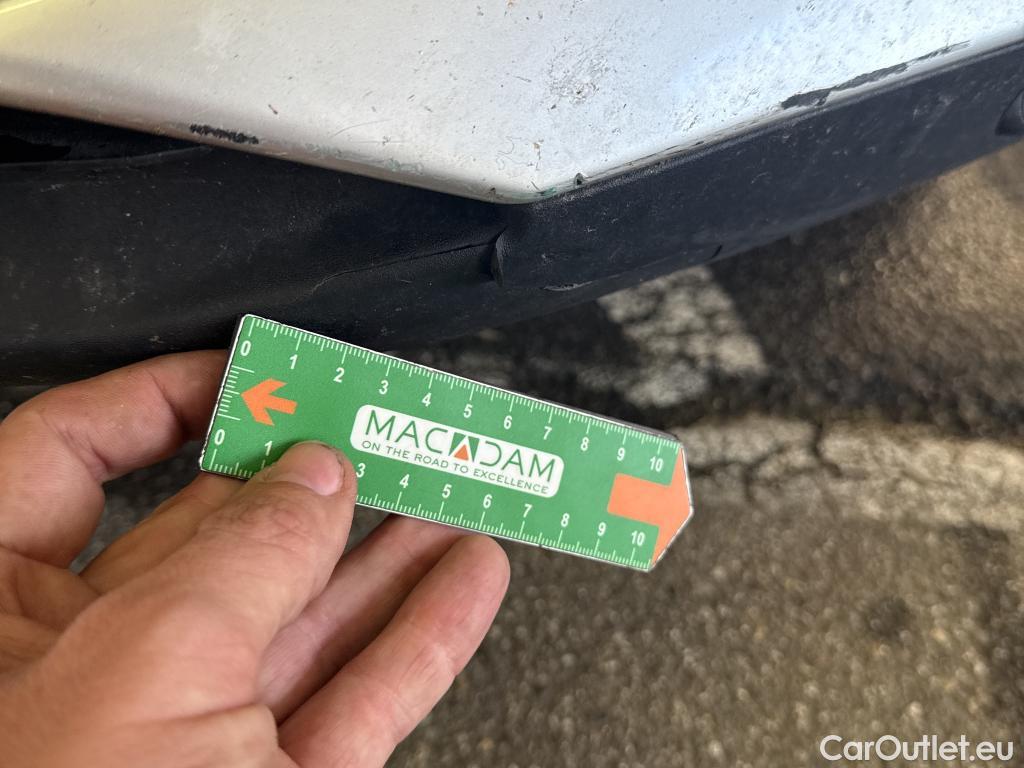 0 1 2 3 4 5 6 7 8 9 10
MACADAM
ON THE ROAD TO EXCELLENCE
0 1 3 4 5 6 7 8 9 10
CarOutlet.eu